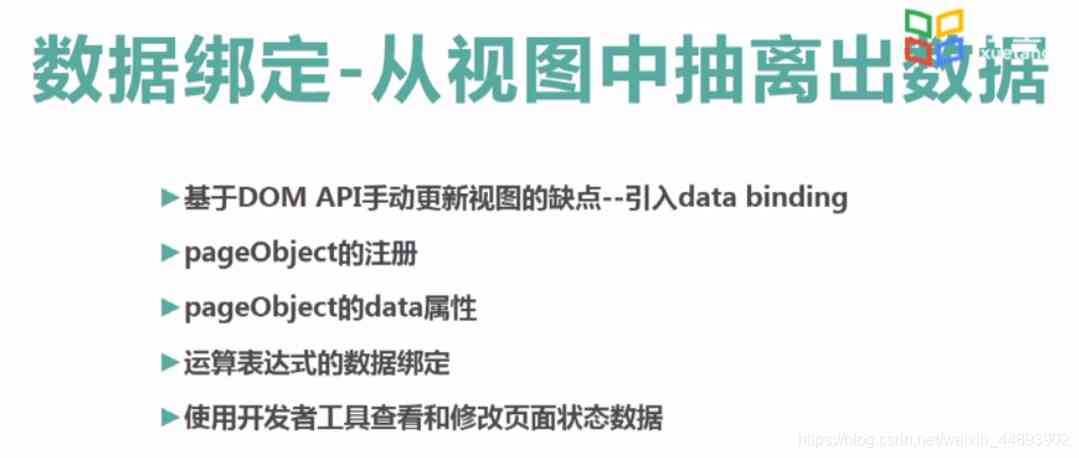 数据绑定-从视图中抽离出数据
xuetang
基于DOM API手动更新视图的缺点--引入data binding
pageObject的注册
pageObject的data属性
运算表达式的数据绑定
使用开发者工具查看和修改页面状态数据
https://blog.csdn.net/weixin_44893902